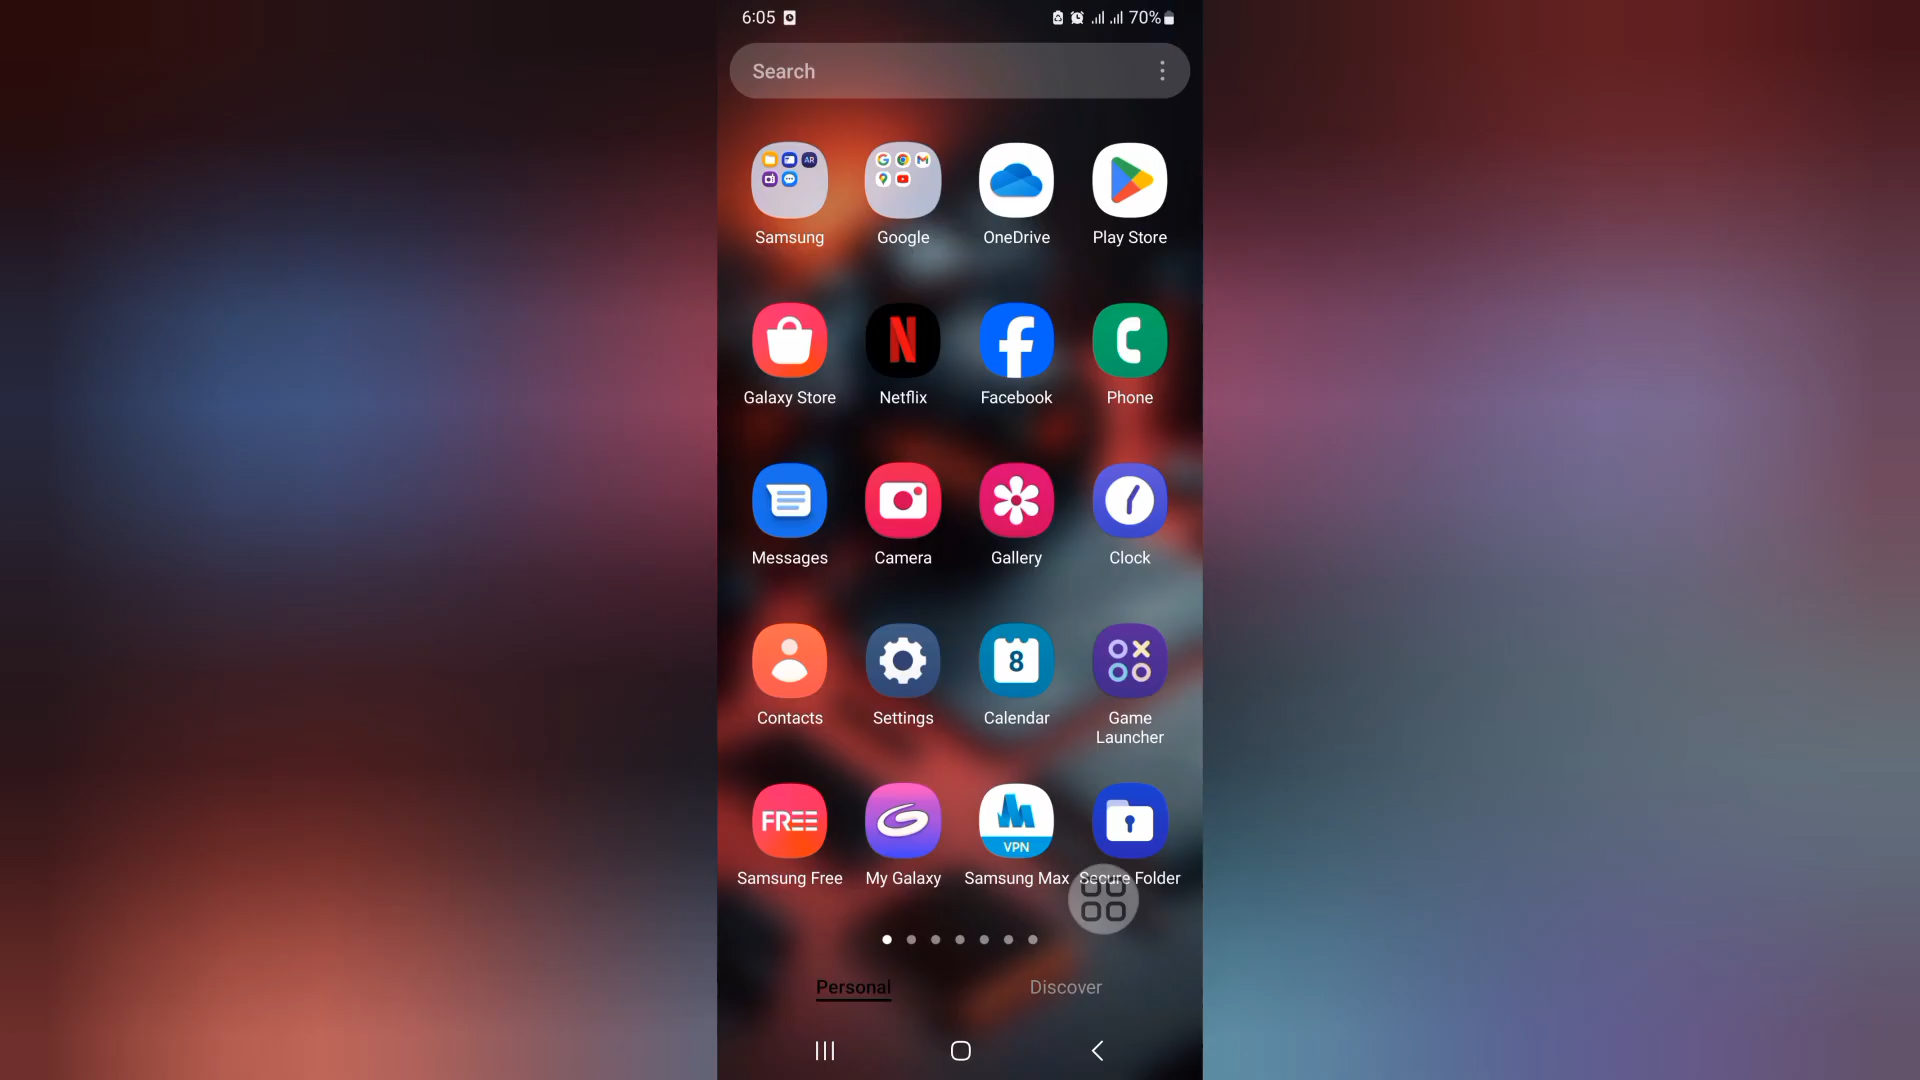 6:05 70%
Search
AR
Samsung Google OneDrive Play Store
Galaxy Store Netflix Facebook Phone
Messages Camera Gallery Clock
8
Contacts Settings Calendar Game
Launcher
FREE
VPN
Samsung Free My Galaxy Samsung Max Secure Folder
Personal Discover